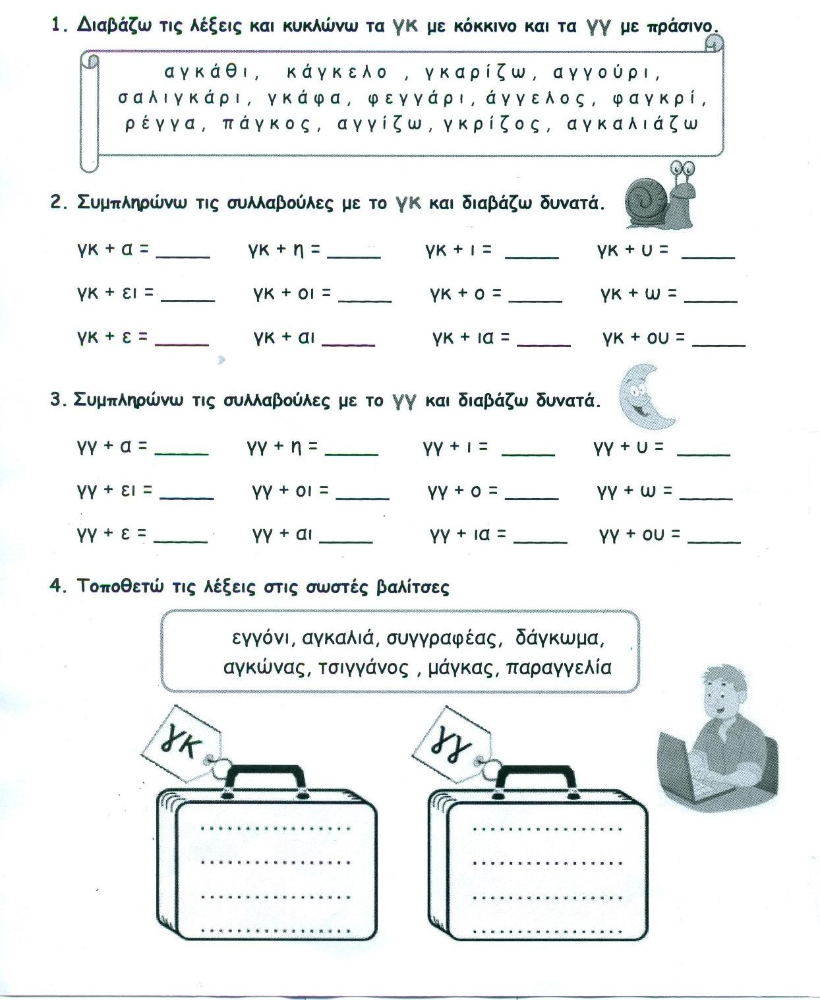 1. Διαβάζω τις λέξεις και κυκλώνω τα γκ με κόκκινο και τα γγ με πράσινο.
αγκάθι, κάγκελο , γκαρίζω, αγγούρι,
σαλιγκάρι, γκάφα, φεγγάρι, άγγελος, φαγκρί,
ρέγγα, πάγκος, αγγίζω, γκρίζος, αγκαλιάζω
2. Συμπληρώνω τις συλλαβούλες με το γκ και διαβάζω δυνατά.
γκ + α = _____ γκ + η = _____ γκ + ι = _____ γκ + υ = _____
γκ + ει = _____ γκ + οι = _____ γκ + ο = _____ γκ + ω = _____
γκ + ε = _____ γκ + αι _____ γκ + ια = _____ γκ + ου = _____
3. Συμπληρώνω τις συλλαβούλες με το γγ και διαβάζω δυνατά.
γγ + α = _____ γγ + η = _____ γγ + ι = _____ γγ + υ = _____
γγ + ει = _____ γγ + οι = _____ γγ + ο = _____ γγ + ω = _____
γγ + ε = _____ γγ + αι _____ γγ + ια = _____ γγ + ου = _____
4. Τοποθετώ τις λέξεις στις σωστές βαλίτσες
εγγόνι, αγκαλιά, συγγραφέας, δάγκωμα,
αγκώνας, τσιγγάνος , μάγκας, παραγγελία
γκ γγ